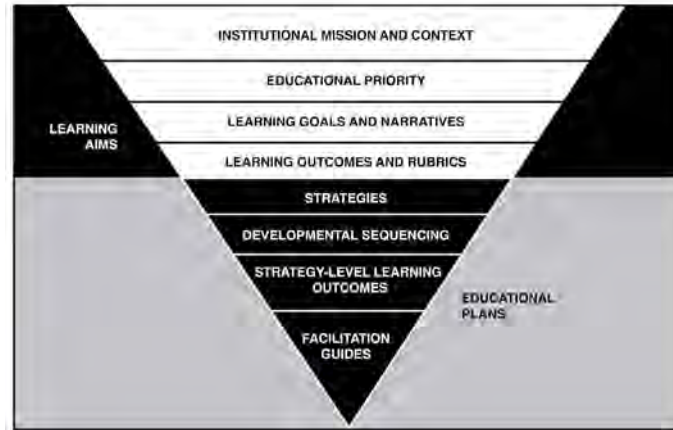 INSTITUTIONAL MISSION AND CONTEXT
EDUCATIONAL PRIORITY
LEARNING GOALS AND NARRATIVES
LEARNING
AIMS
LEARNING OUTCOMES AND RUBRICS
STRATEGIES
DEVELOPMENTAL SEQUENCING
STRATEGY-LEVEL LEARNING
OUTCOMES
EDUCATIONAL
PLANS
FACILITATION
GUIDES